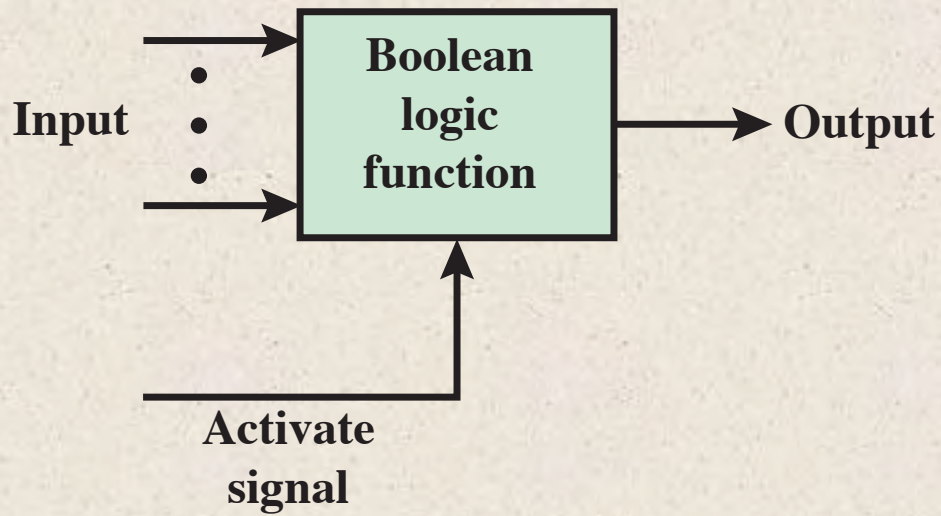 Input
Boolean
logic
function
Output
Activate
signal